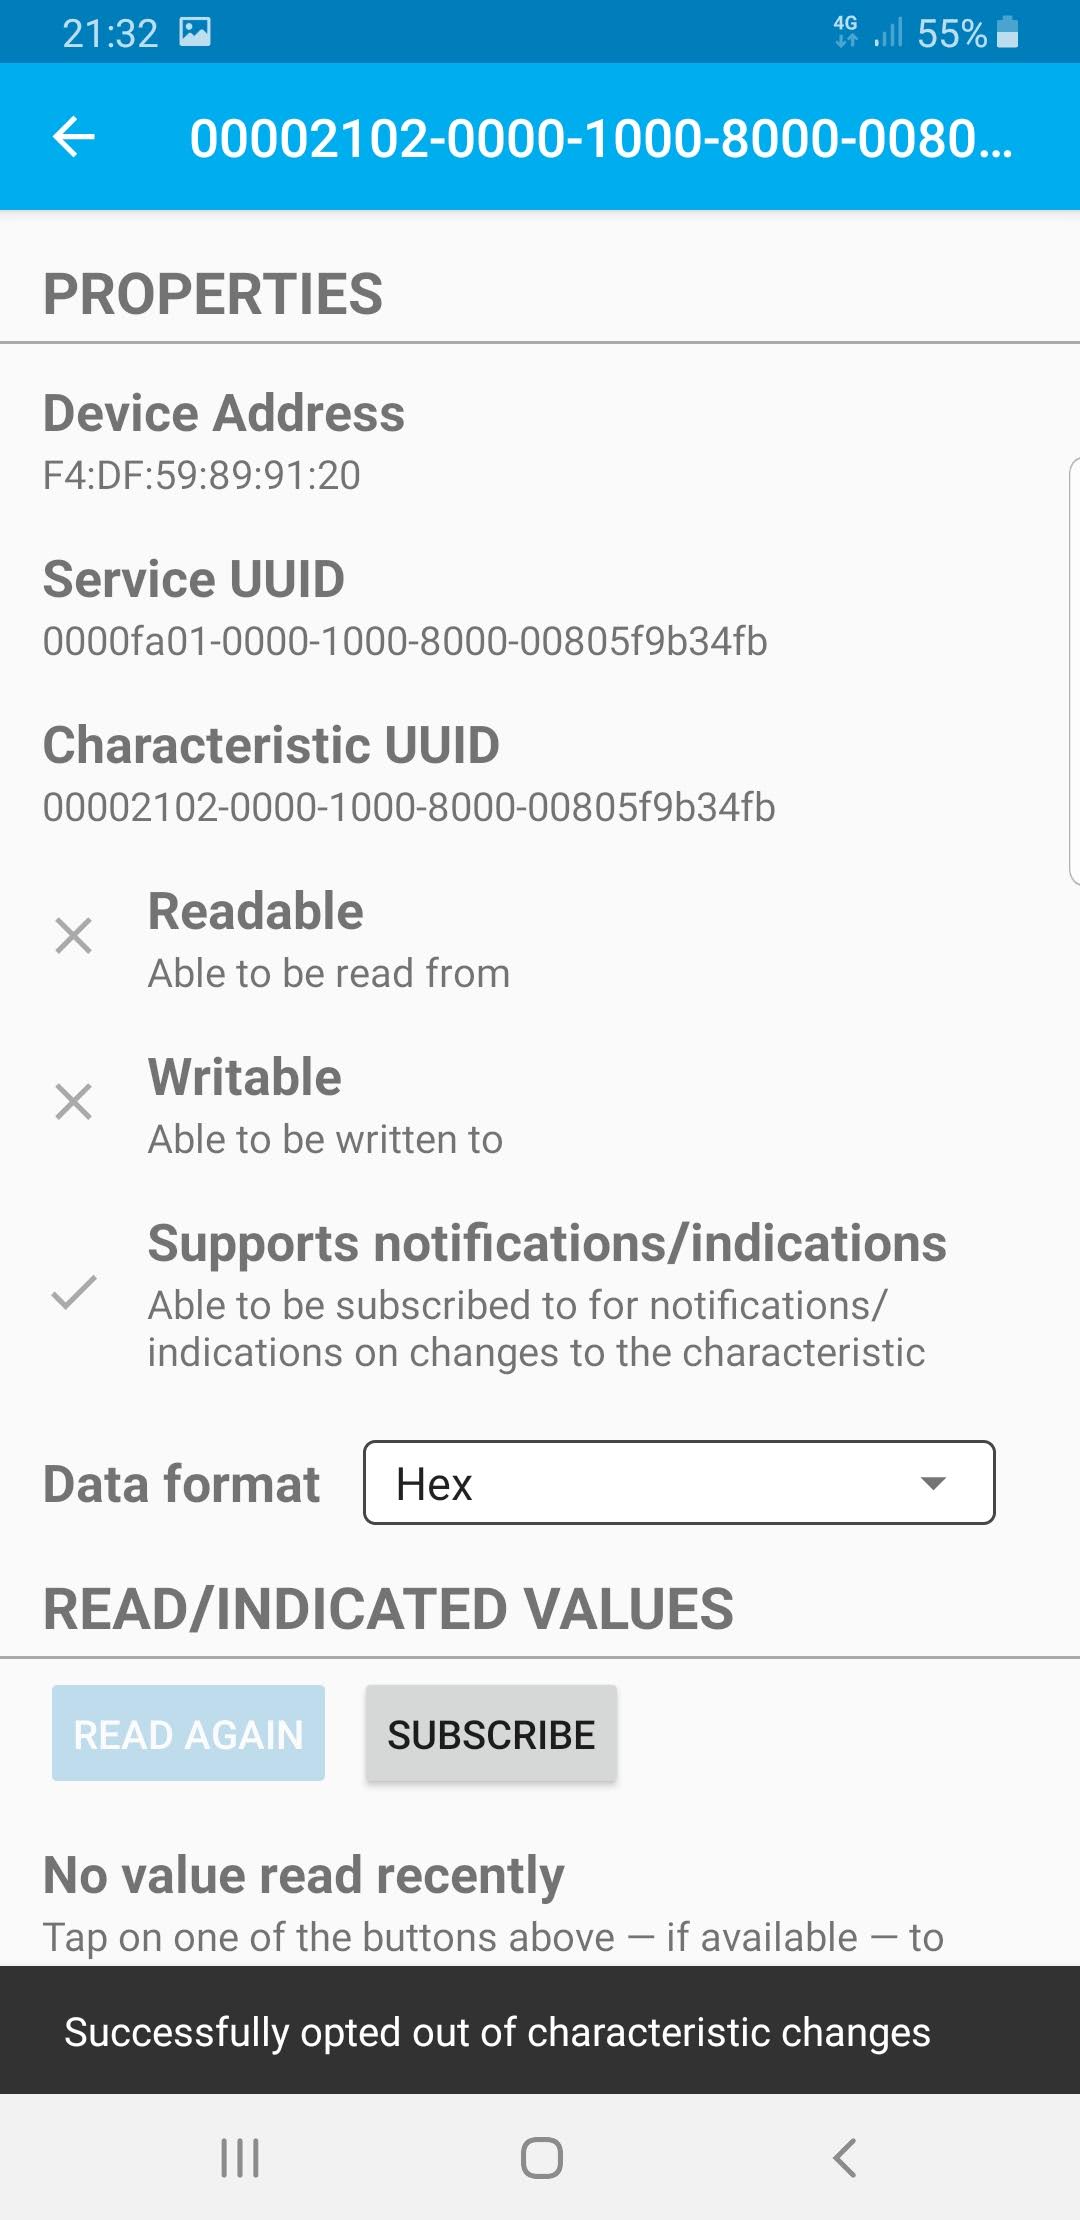 21:32 4G 55%
00002102-0000-1000-8000-0080...
PROPERTIES
Device Address
F4:DF:59:89:91:20
Service UUID
0000fa01-0000-1000-8000-00805f9b34fb
Characteristic UUID
00002102-0000-1000-8000-00805f9b34fb
Readable
Able to be read from
Writable
Able to be written to
Supports notifications/indications
Able to be subscribed to for notifications/
indications on changes to the characteristic
Data format Hex
READ/INDICATED VALUES
READ AGAIN SUBSCRIBE
No value read recently
Tap on one of the buttons above — if available — to
Successfully opted out of characteristic changes